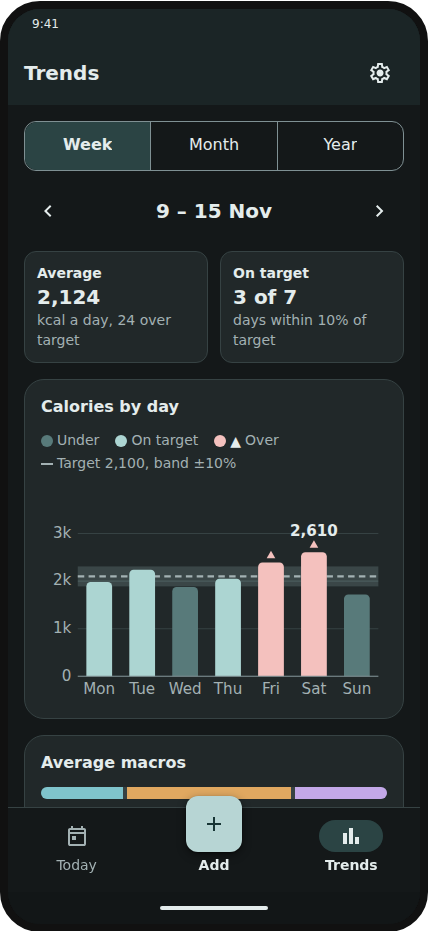 9:41
Trends
Week Month Year
9 – 15 Nov
Average
2,124
kcal a day, 24 over
target
On target
3 of 7
days within 10% of
target
Calories by day
Under On target ▲ Over
Target 2,100, band ±10%
2,610
3k
2k
1k
0
Mon Tue Wed Thu Fri Sat Sun
Average macros
Today Add Trends